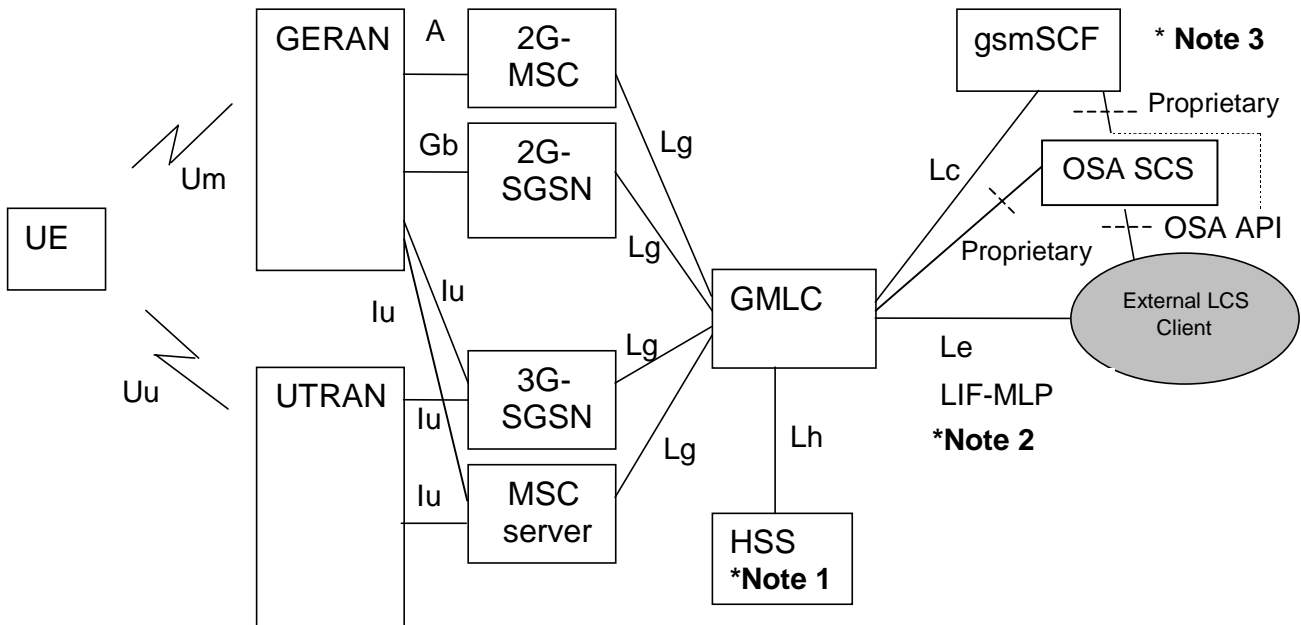 GERAN
A
2G-
MSC
gsmSCF
* Note 3
Proprietary
Um
Gb
2G-
SGSN
Lg
Lc
OSA SCS
UE
Lg
Proprietary
OSA API
Iu
Iu
GMLC
External LCS
Client
Uu
UTRAN
Iu
3G-
SGSN
Lg
Le
LIF-MLP
*Note 2
Iu
MSC
server
Lg
Lh
HSS
*Note 1